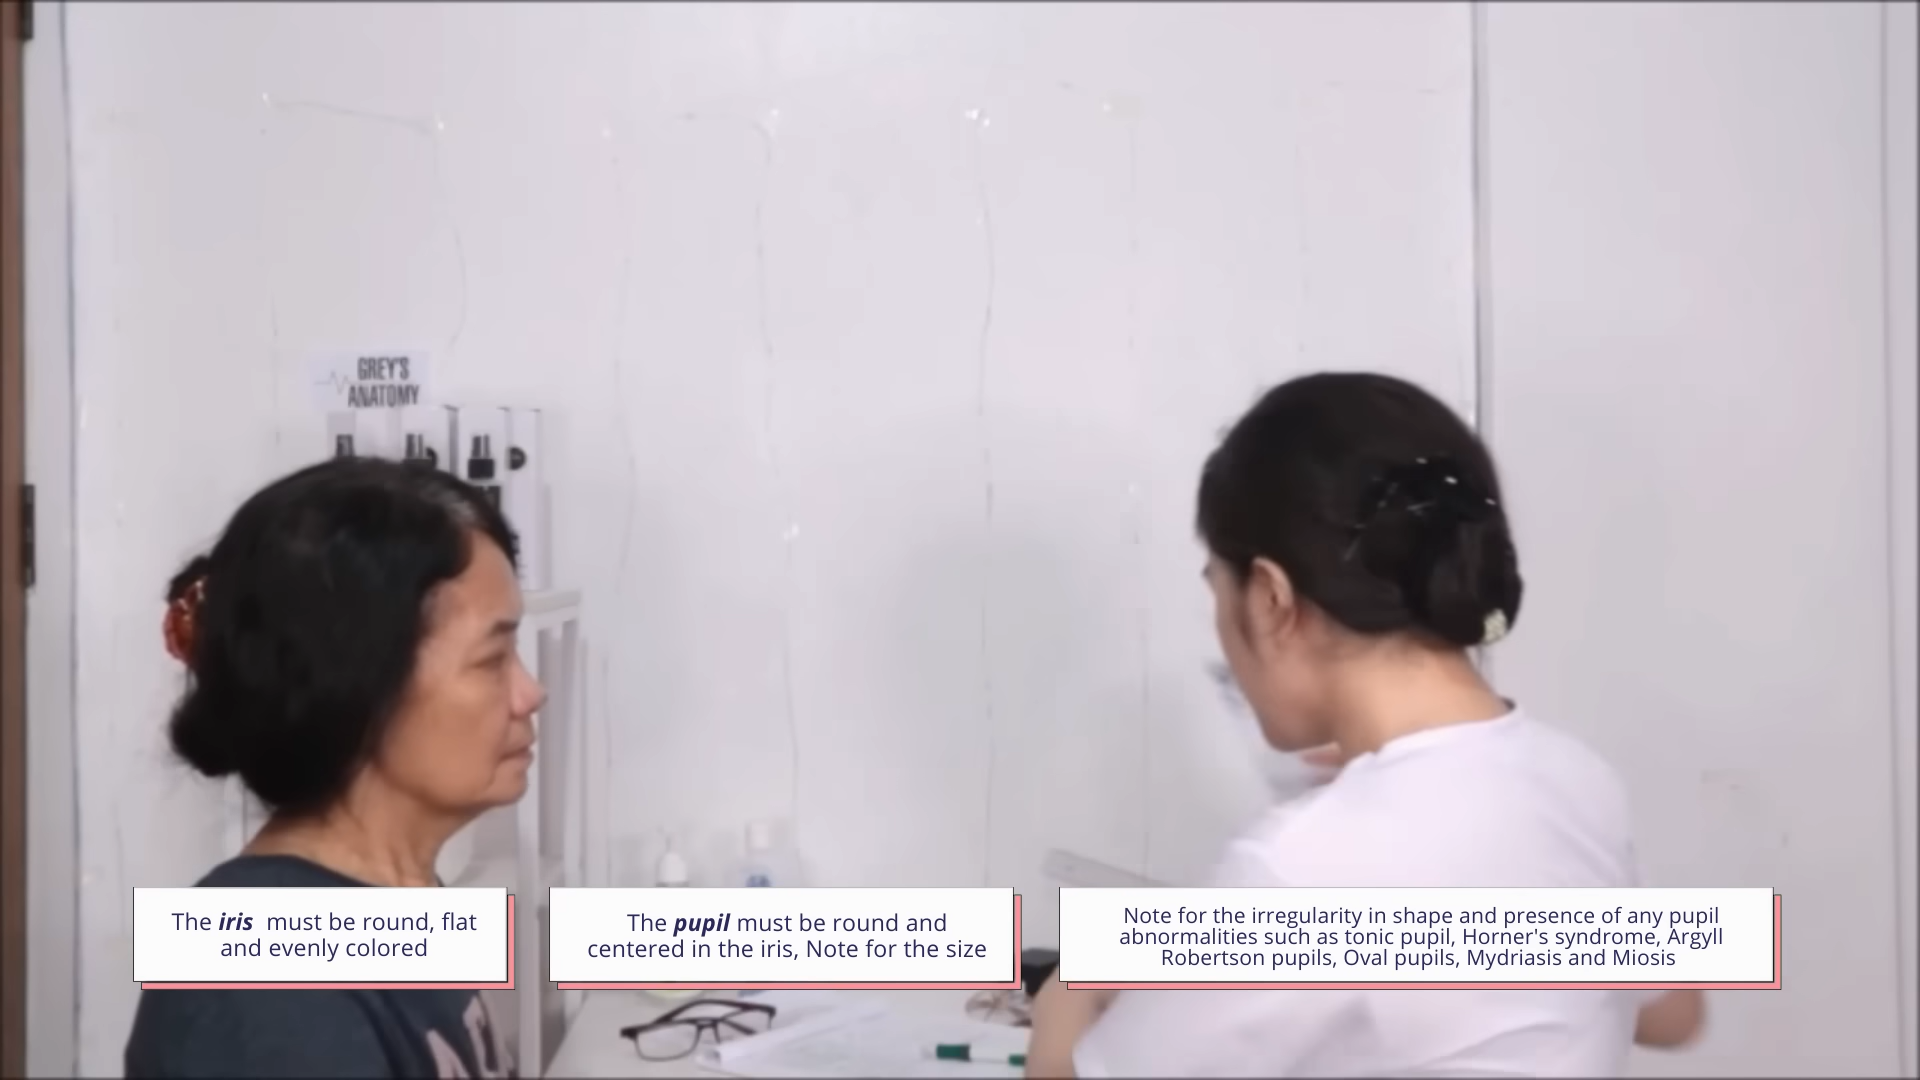 GREY'S
ANATOMY
The iris must be round, flat
and evenly colored
The pupil must be round and
centered in the iris, Note for the size
Note for the irregularity in shape and presence of any pupil
abnormalities such as tonic pupil, Horner's syndrome, Argyll
Robertson pupils, Oval pupils, Mydriasis and Miosis